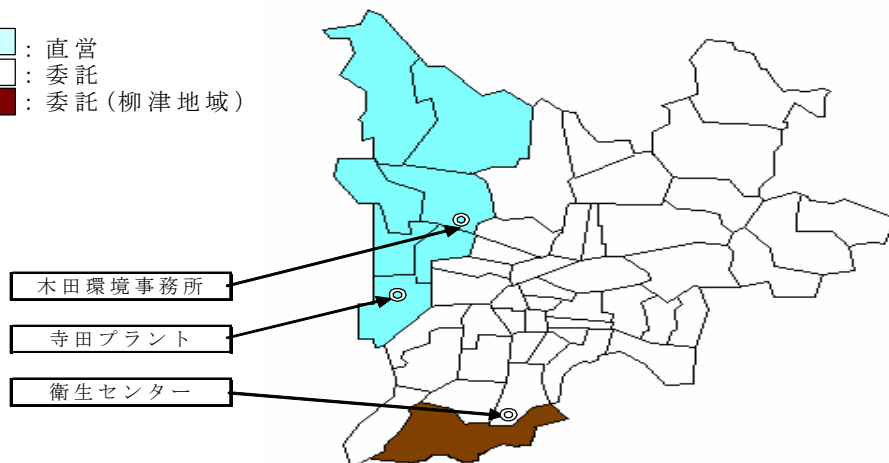 : 直営
: 委託
: 委託(柳津地域)
木田環境事務所
寺田プラント
衛生センター